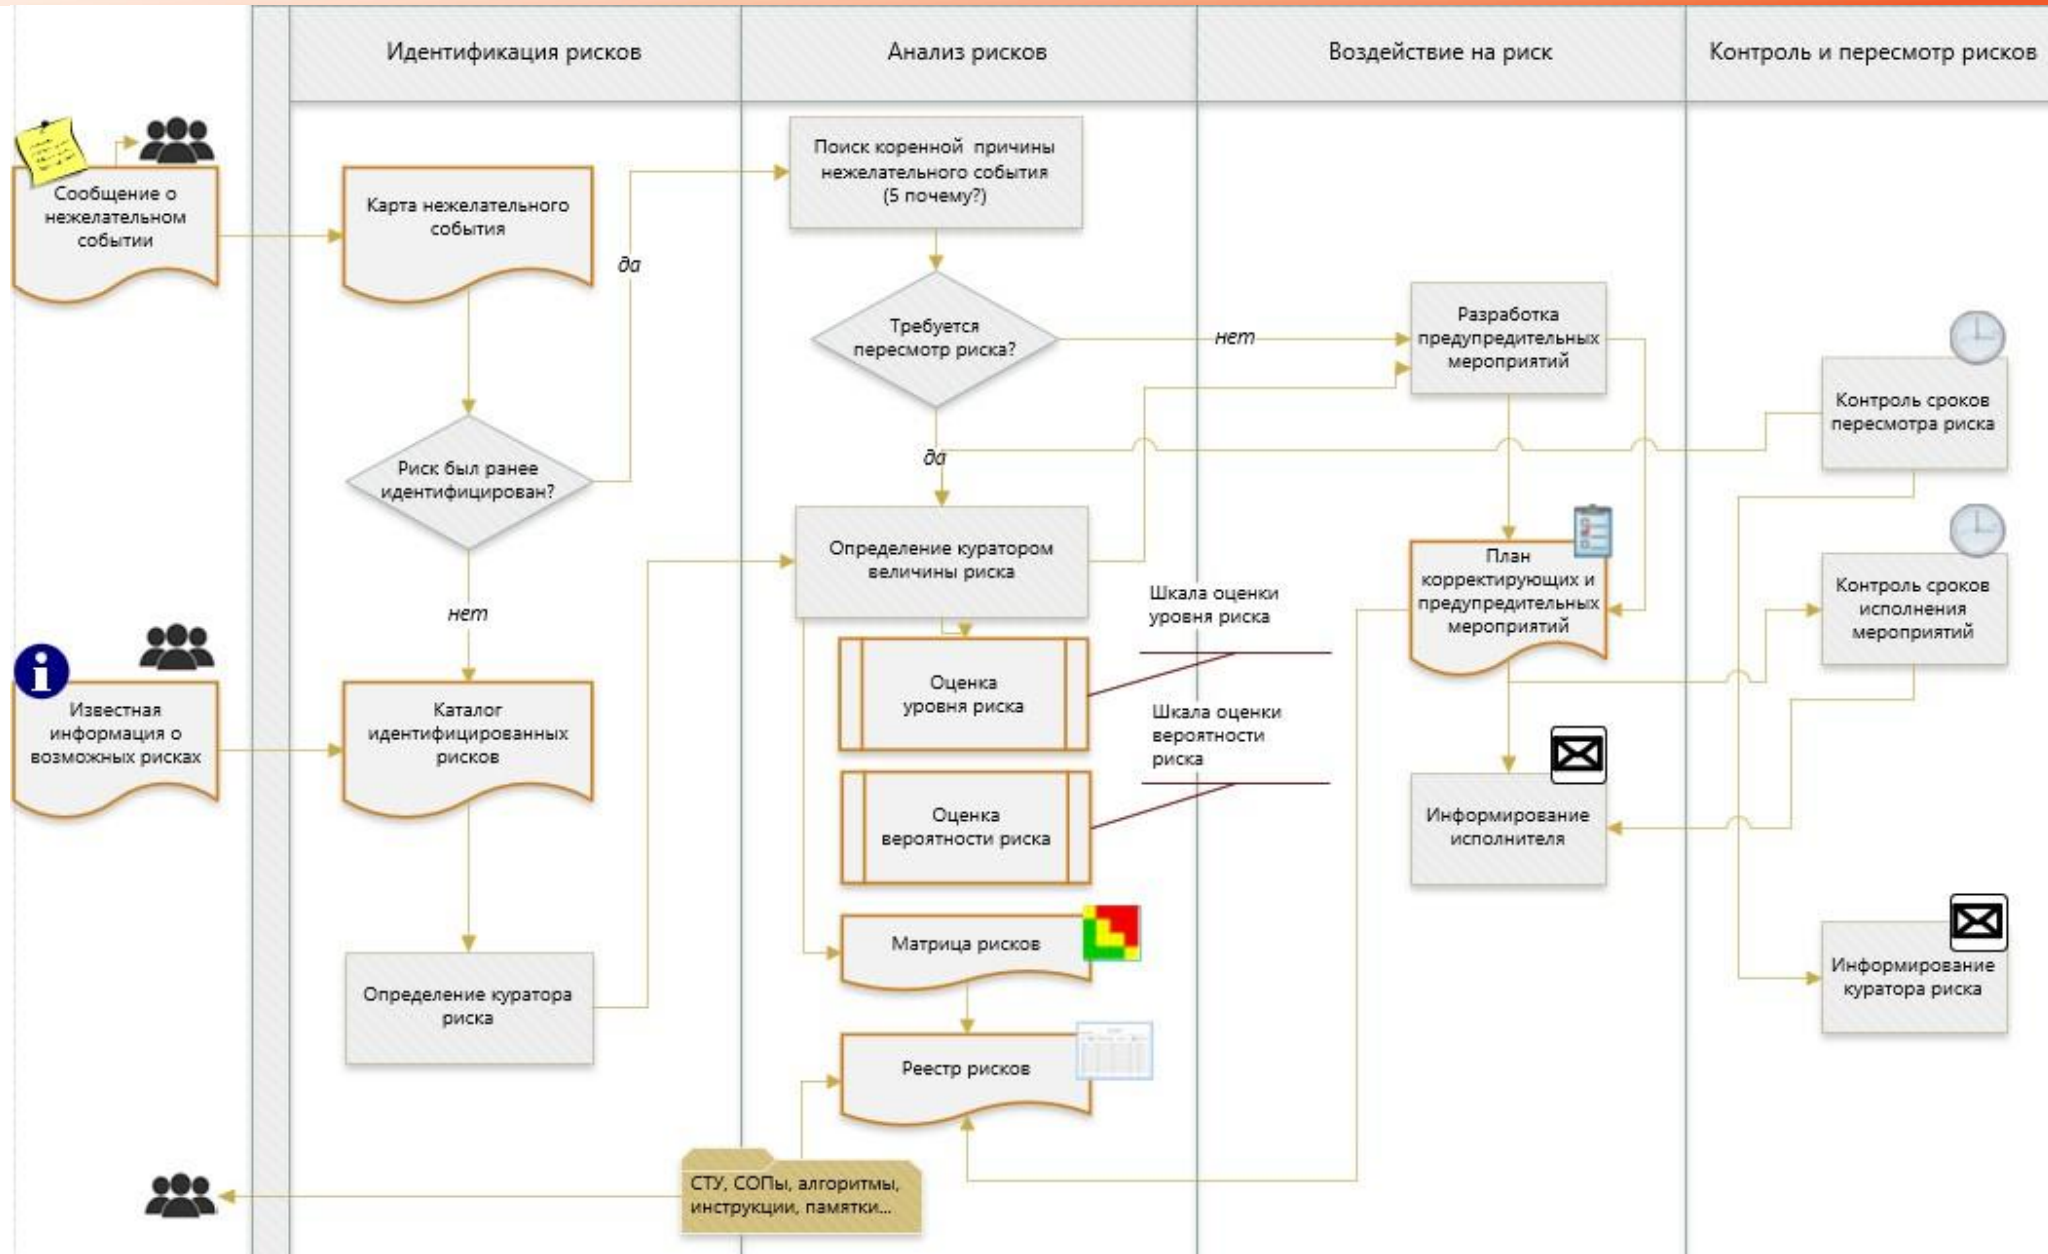 Идентификация рисков
Анализ рисков
Воздействие на риск
Контроль и пересмотр рисков
Сообщение о
нежелательном
событии
Карта нежелательного
события
да
Риск был ранее
идентифицирован?
нет
Известная
информация о
возможных рисках
Каталог
идентифицированных
рисков
Определение куратора
риска
Поиск коренной причины
нежелательного события
(5 почему?)
Требуется
пересмотр риска?
нет
да
Определение куратором
величины риска
Шкала оценки
уровня риска
Оценка
уровня риска
Шкала оценки
вероятности
риска
Оценка
вероятности риска
Матрица рисков
Реестр рисков
СТУ, СОПы, алгоритмы,
инструкции, памятки...
Разработка
предупредительных
мероприятий
План
корректирующих и
предупредительных
мероприятий
Информирование
исполнителя
Контроль сроков
пересмотра риска
Контроль сроков
исполнения
мероприятий
Информирование
куратора риска